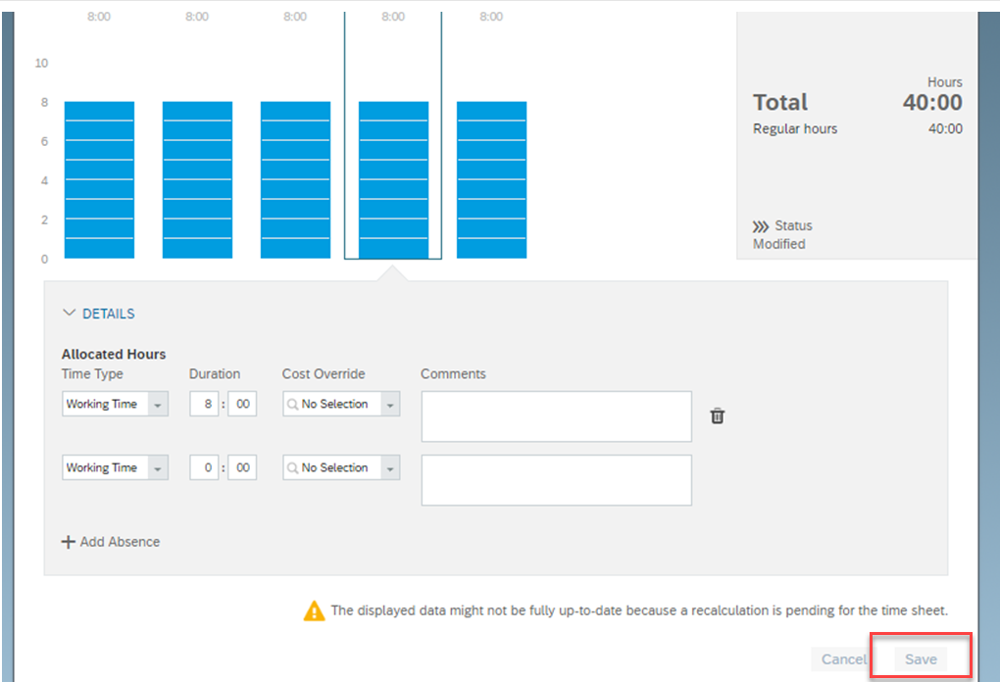 8:00 8:00 8:00 8:00 8:00
10
8
6
4
2
0
Hours
Total 40:00
Regular hours 40:00
Status
Modified
DETAILS
Allocated Hours
Time Type Duration Cost Override Comments
Working Time 8 : 00 No Selection
Working Time 0 : 00 No Selection
Add Absence
The displayed data might not be fully up-to-date because a recalculation is pending for the time sheet.
Cancel Save